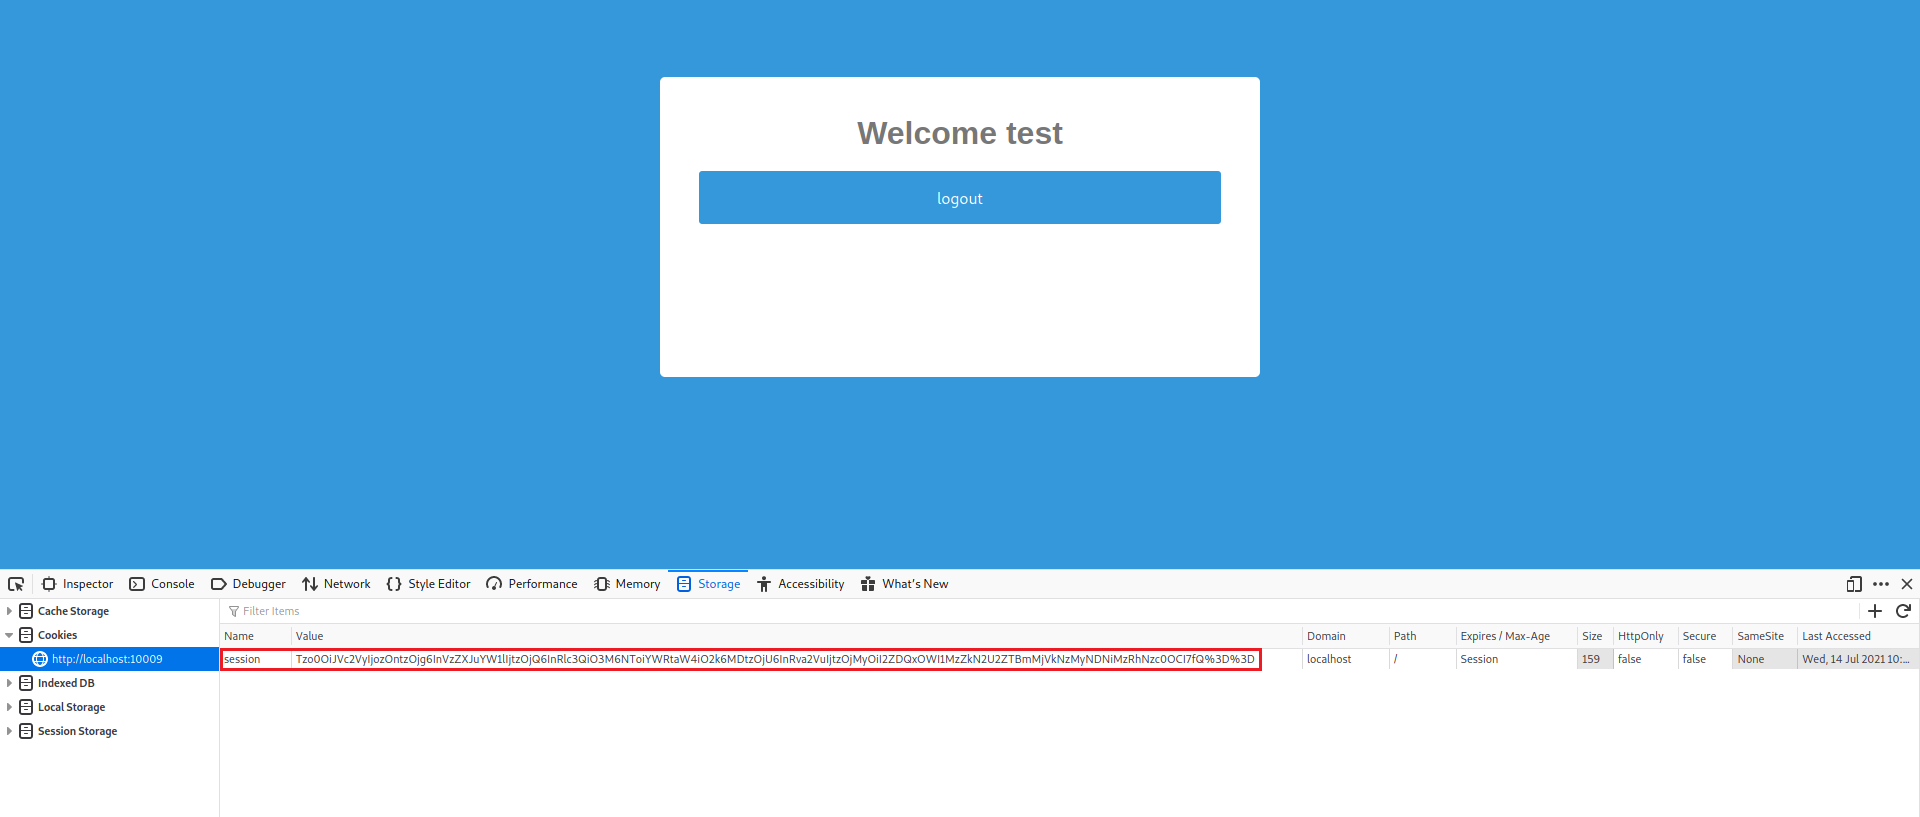 Welcome test
logout
Inspector Console Debugger Network Style Editor Performance Memory Storage Accessibility What's New
Cache Storage
Filter Items
Cookies
Name Value Domain Path Expires / Max-Age Size HttpOnly Secure SameSite Last Accessed
http://localhost:10009
session Tzo0OiJVc2VyIjozOntzOjg6InVzZXJuYW1lIjtzOjQ6InRlc3QiO3M6NToiYWRtaW4iO2k6MDtzOjU6InRva2VuIjtzOjMyOiI2ZDQxOWI1MzZkN2U2ZTBmMjVkNzMyNDNiMzRhNzc0OCI7fQ%3D%3D localhost / Session 159 false false None Wed, 14 Jul 2021 10:...
Indexed DB
Local Storage
Session Storage